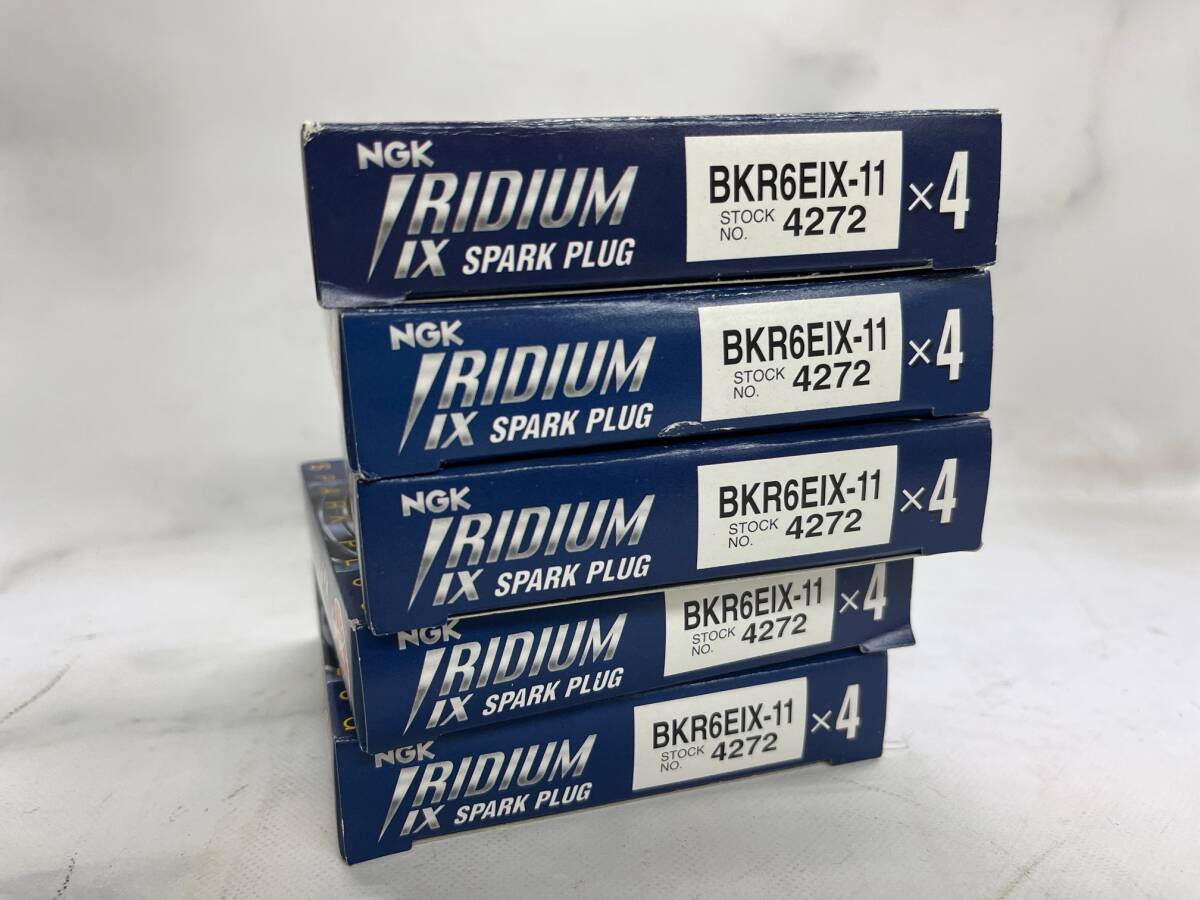 NGK
IRIDIUM
IX SPARK PLUG
BKR6EIX-11
STOCK NO. 4272
×4
NGK
IRIDIUM
IX SPARK PLUG
BKR6EIX-11
STOCK NO. 4272
×4
NGK
IRIDIUM
IX SPARK PLUG
BKR6EIX-11
STOCK NO. 4272
×4
NGK
IRIDIUM
IX SPARK PLUG
BKR6EIX-11
STOCK NO. 4272
×4
NGK
IRIDIUM
IX SPARK PLUG
BKR6EIX-11
STOCK NO. 4272
×4